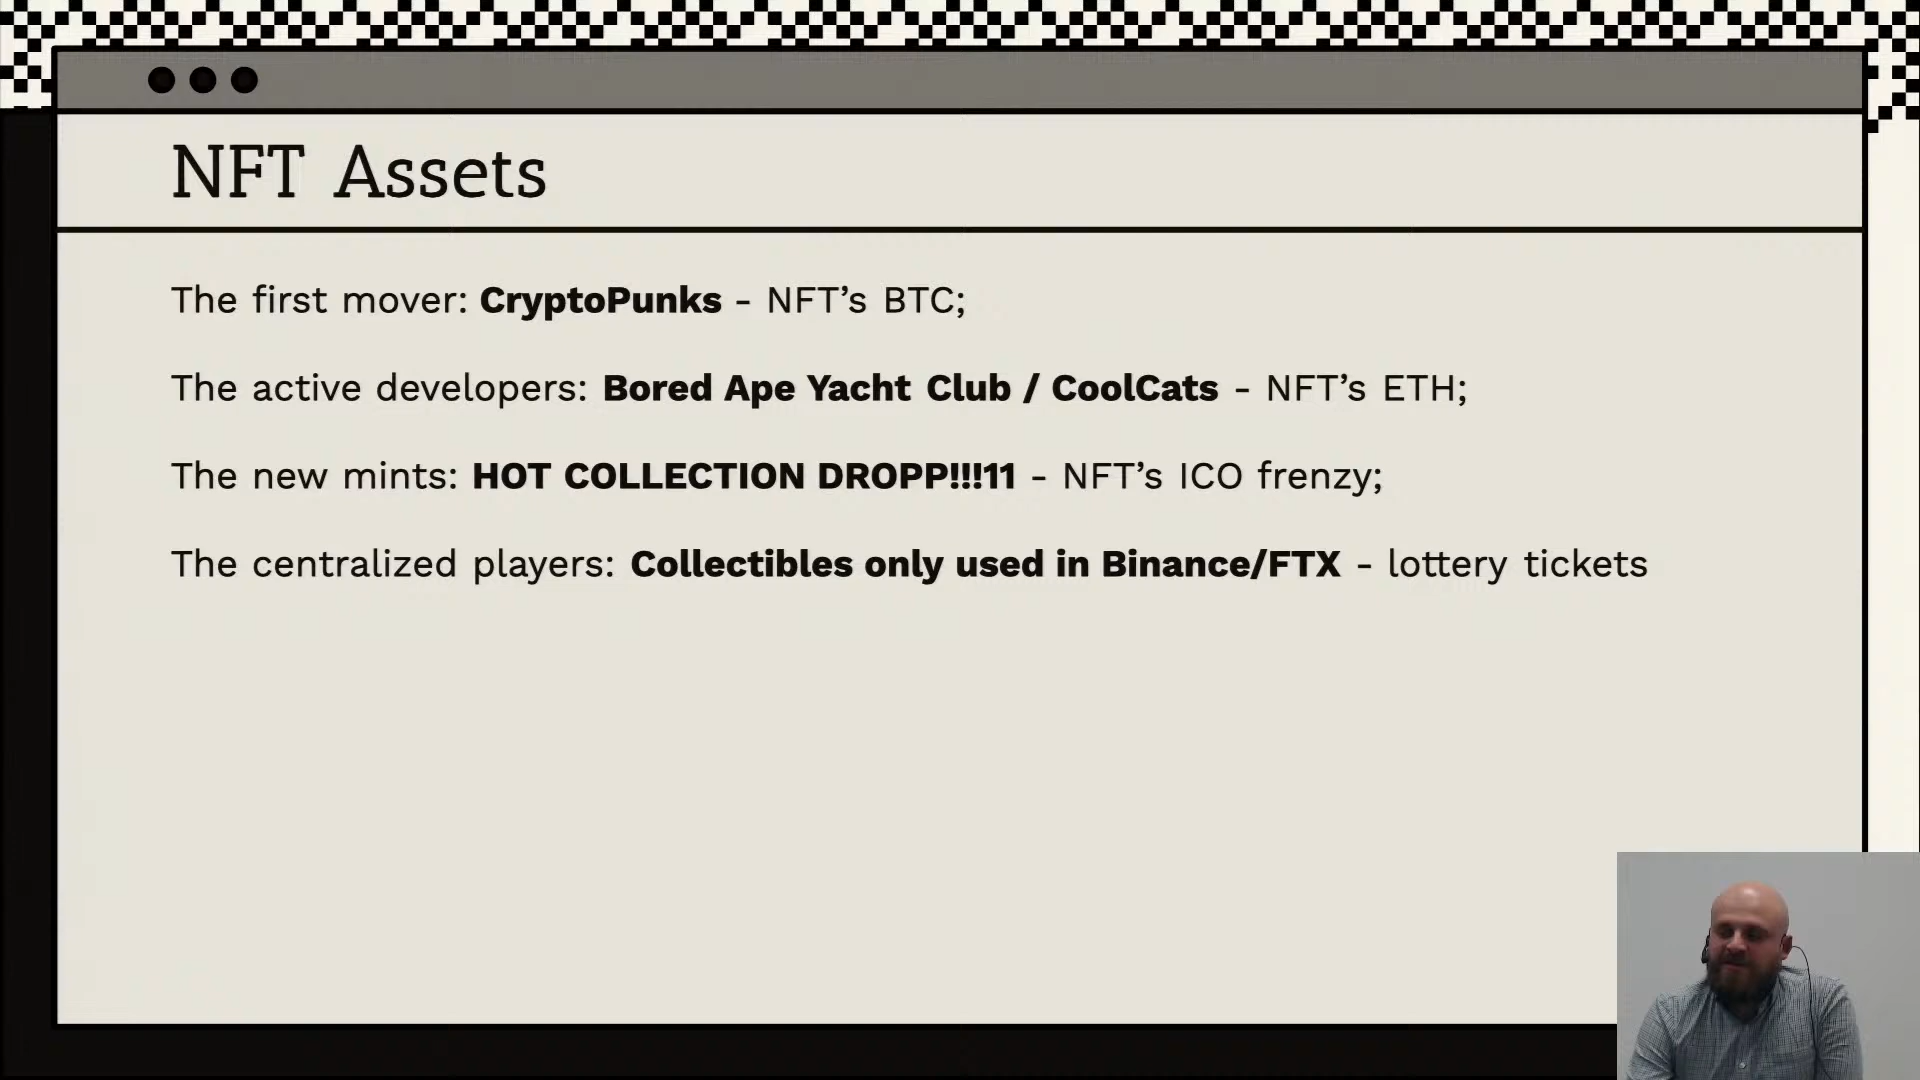 NFT Assets
The first mover: CryptoPunks - NFT’s BTC;
The active developers: Bored Ape Yacht Club / CoolCats - NFT’s ETH;
The new mints: HOT COLLECTION DROPP!!!11 - NFT’s ICO frenzy;
The centralized players: Collectibles only used in Binance/FTX - lottery tickets